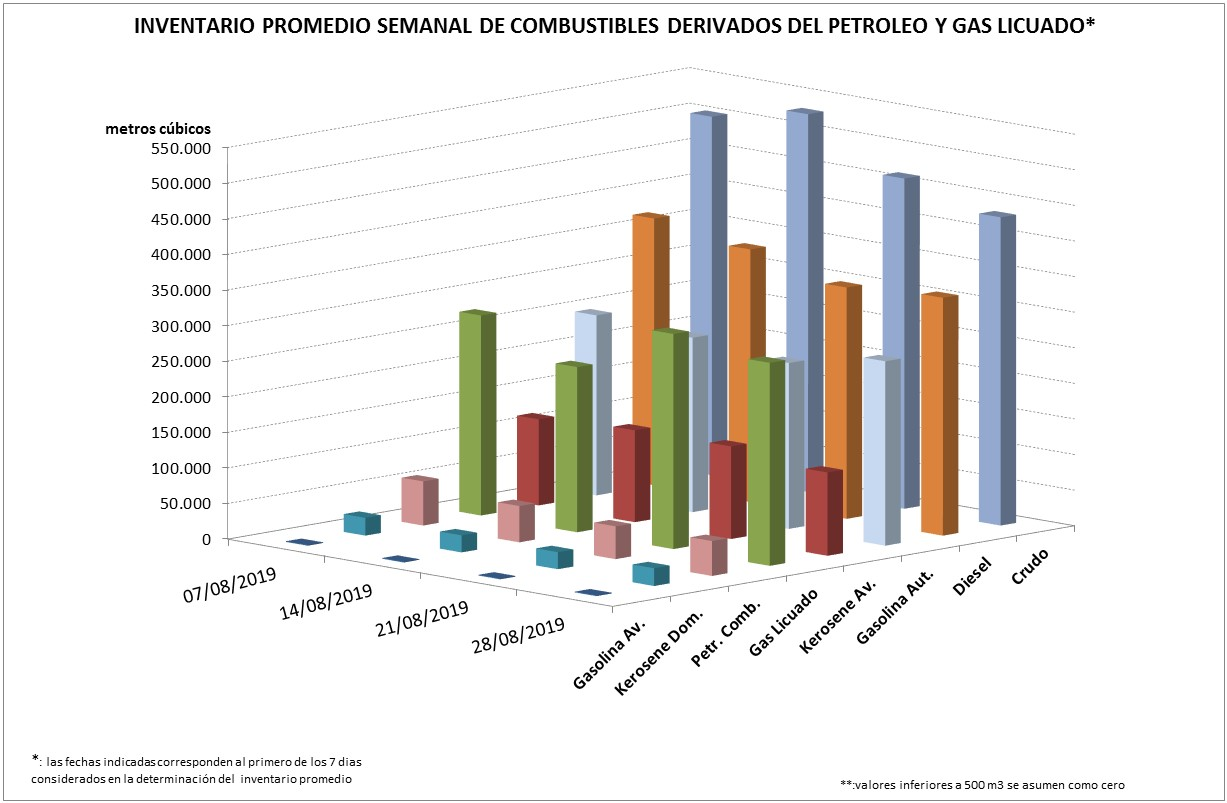 INVENTARIO PROMEDIO SEMANAL DE COMBUSTIBLES DERIVADOS DEL PETROLEO Y GAS LICUADO*
metros cúbicos
550.000
500.000
450.000
400.000
350.000
300.000
250.000
200.000
150.000
100.000
50.000
0
07/08/2019
14/08/2019
21/08/2019
28/08/2019
Gasolina Av.
Kerosene Dom.
Petr. Comb.
Gas Licuado
Kerosene Av.
Gasolina Aut.
Diesel
Crudo
*: las fechas indicadas corresponden al primero de los 7 dias
considerados en la determinación del inventario promedio
**:valores inferiores a 500 m3 se asumen como cero